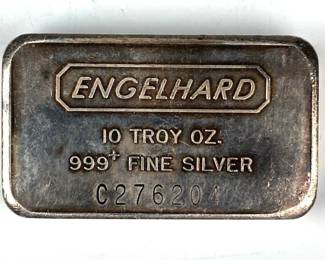 ENGELHARD
10 TROY OZ.
999+ FINE SILVER
C276204